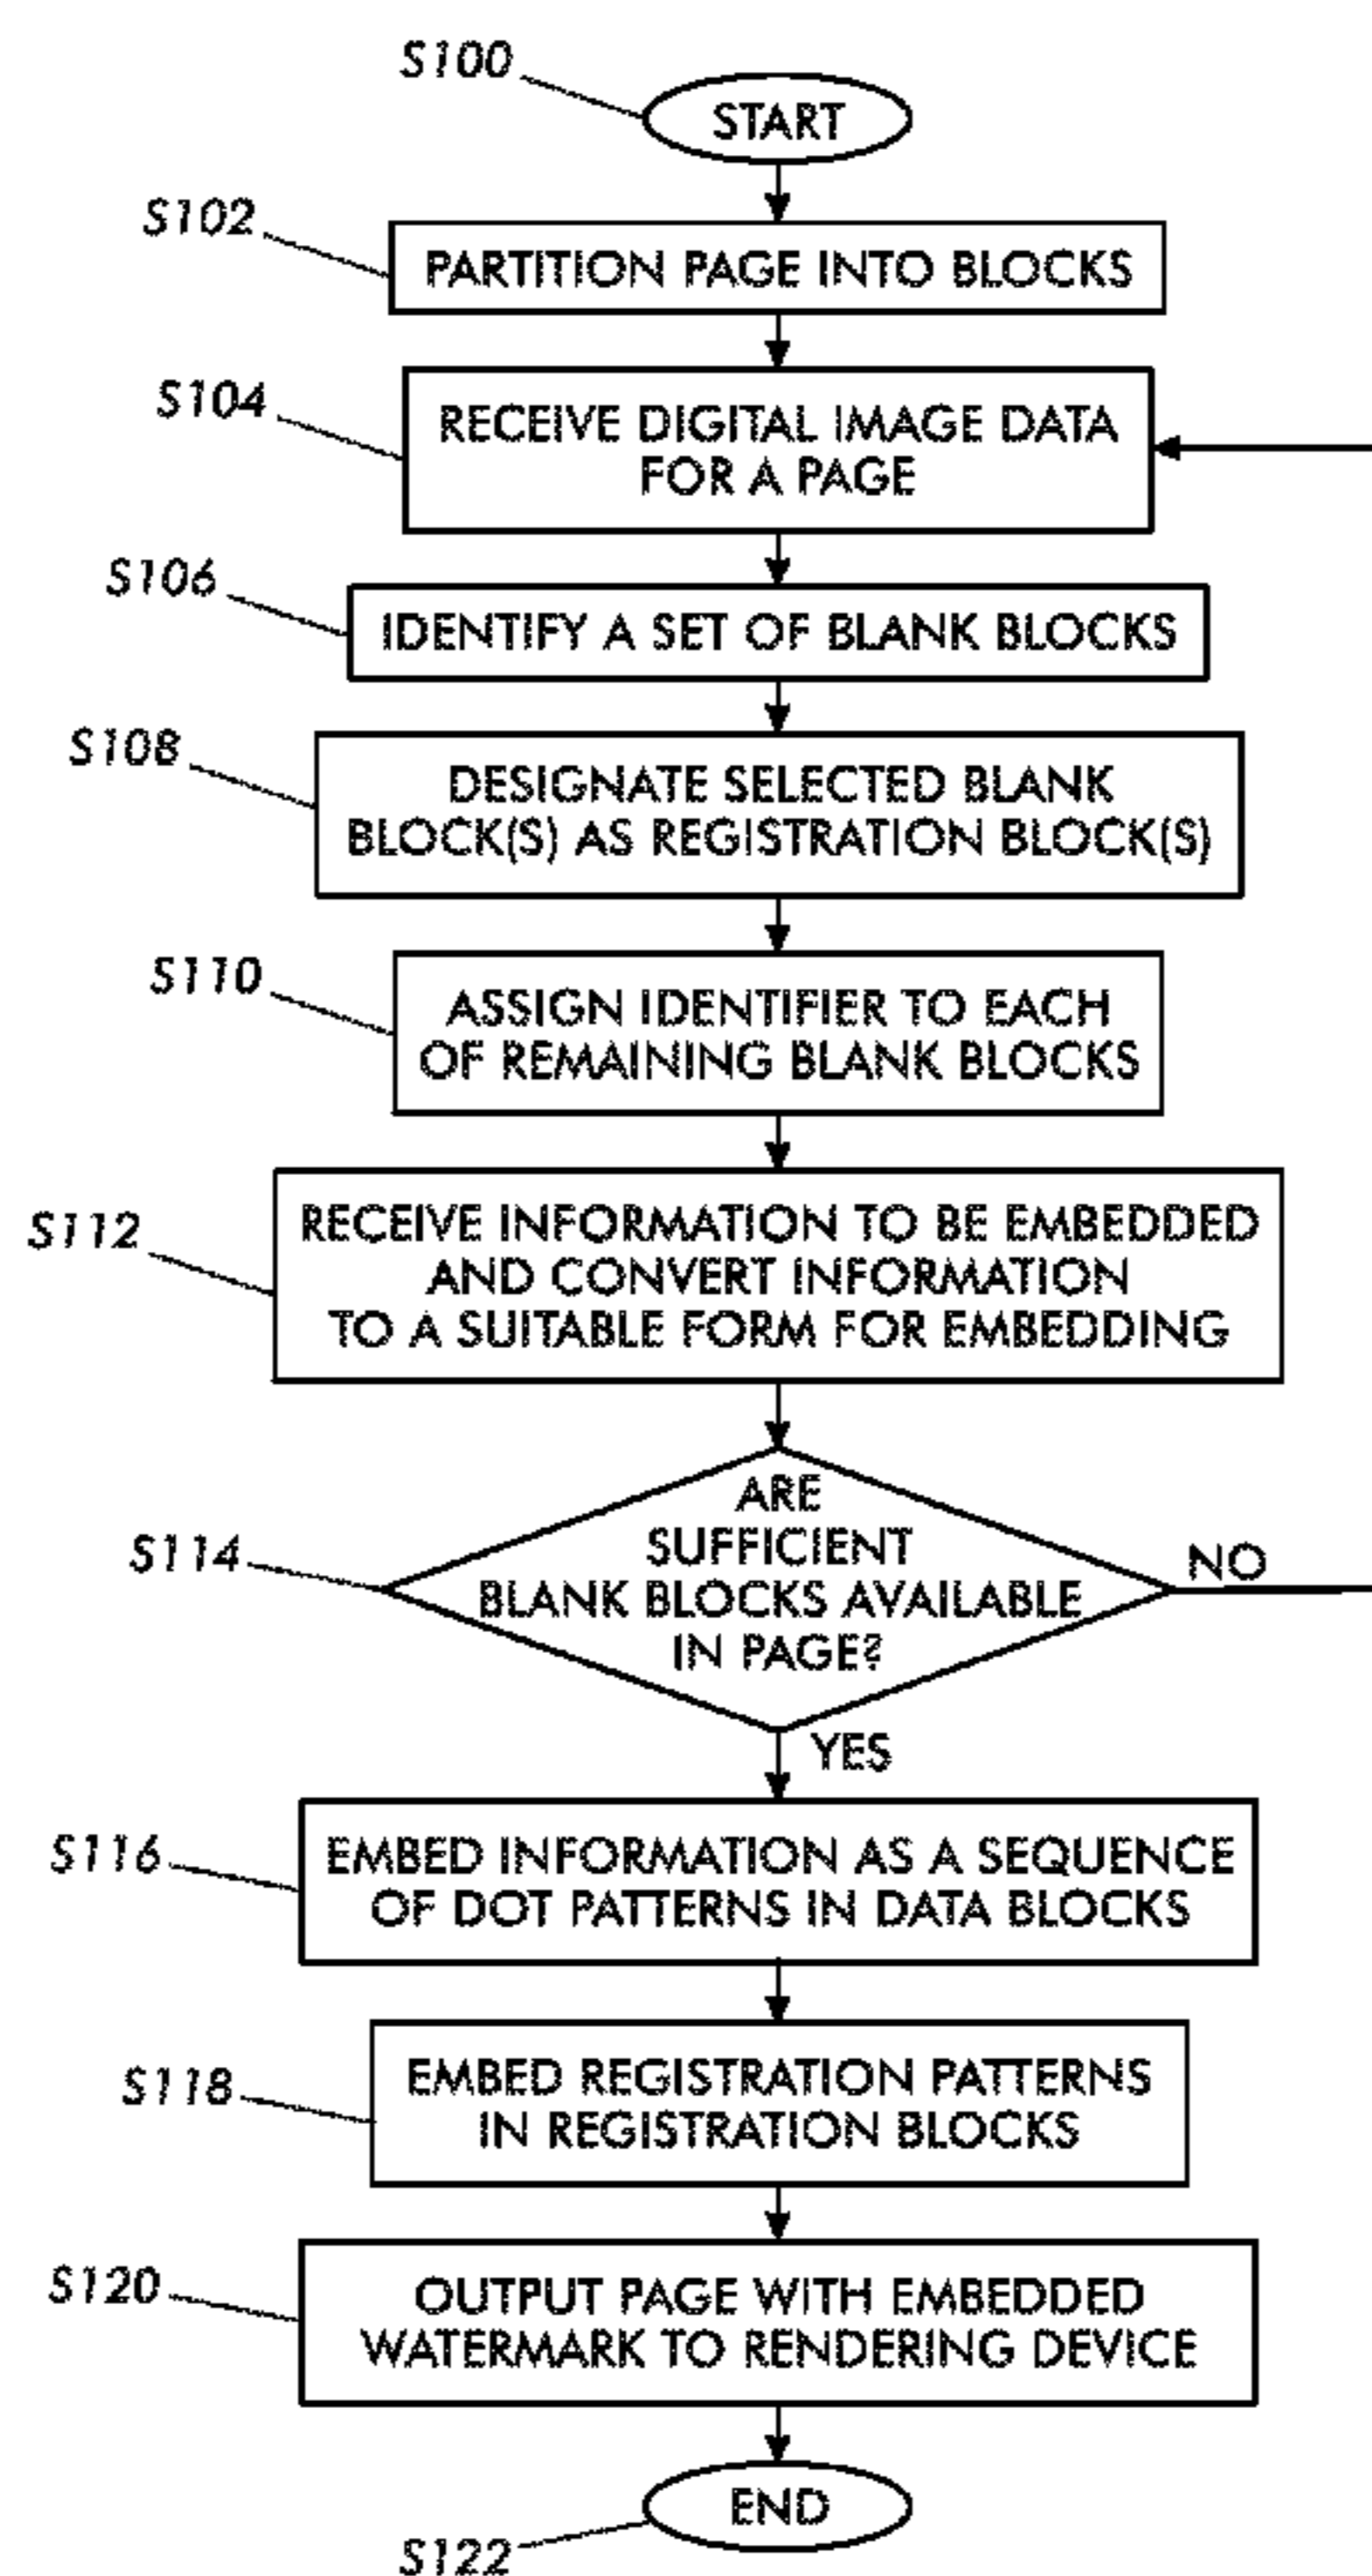 S100
START
S102
PARTITION PAGE INTO BLOCKS
S104
RECEIVE DIGITAL IMAGE DATA
FOR A PAGE
S106
IDENTIFY A SET OF BLANK BLOCKS
S108
DESIGNATE SELECTED BLANK
BLOCK(S) AS REGISTRATION BLOCK(S)
S110
ASSIGN IDENTIFIER TO EACH
OF REMAINING BLANK BLOCKS
S112
RECEIVE INFORMATION TO BE EMBEDDED
AND CONVERT INFORMATION
TO A SUITABLE FORM FOR EMBEDDING
S114
ARE
SUFFICIENT
BLANK BLOCKS AVAILABLE
IN PAGE?
NO
YES
S116
EMBED INFORMATION AS A SEQUENCE
OF DOT PATTERNS IN DATA BLOCKS
S118
EMBED REGISTRATION PATTERNS
IN REGISTRATION BLOCKS
S120
OUTPUT PAGE WITH EMBEDDED
WATERMARK TO RENDERING DEVICE
END
S122